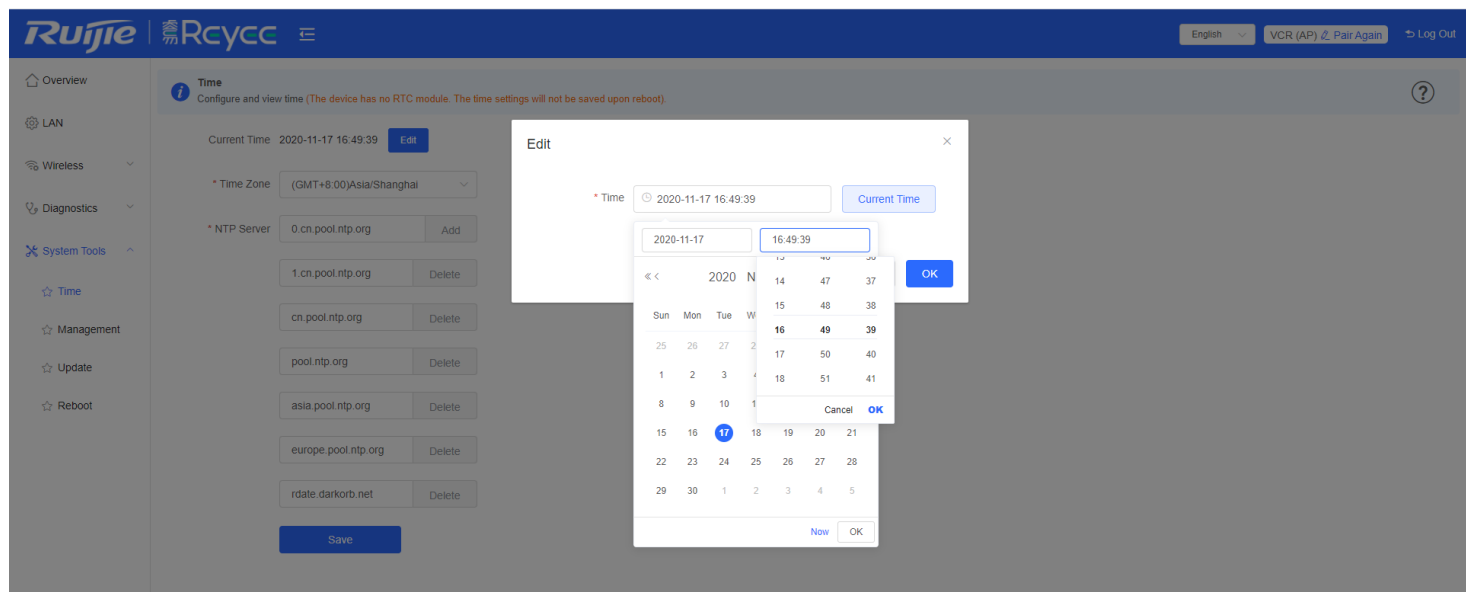 Ruijie | 睿易 Reyee
English
VCR (AP) Pair Again
Log Out
Overview
LAN
Wireless
Diagnostics
System Tools
Time
Management
Update
Reboot
Time
Configure and view time (The device has no RTC module. The time settings will not be saved upon reboot).
?
Current Time 2020-11-17 16:49:39 Edit
* Time Zone (GMT+8:00)Asia/Shanghai
* NTP Server 0.cn.pool.ntp.org Add
1.cn.pool.ntp.org Delete
cn.pool.ntp.org Delete
pool.ntp.org Delete
asia.pool.ntp.org Delete
europe.pool.ntp.org Delete
rdate.darkorb.net Delete
Save
Edit
* Time 2020-11-17 16:49:39 Current Time
OK
2020-11-17 16:49:39
2020 N
Sun Mon Tue W
25 26 27 2
1 2 3
8 9 10 1
15 16 17 18 19 20 21
22 23 24 25 26 27 28
29 30 1 2 3 4 5
Now OK
14 47 37
15 48 38
16 49 39
17 50 40
18 51 41
Cancel OK